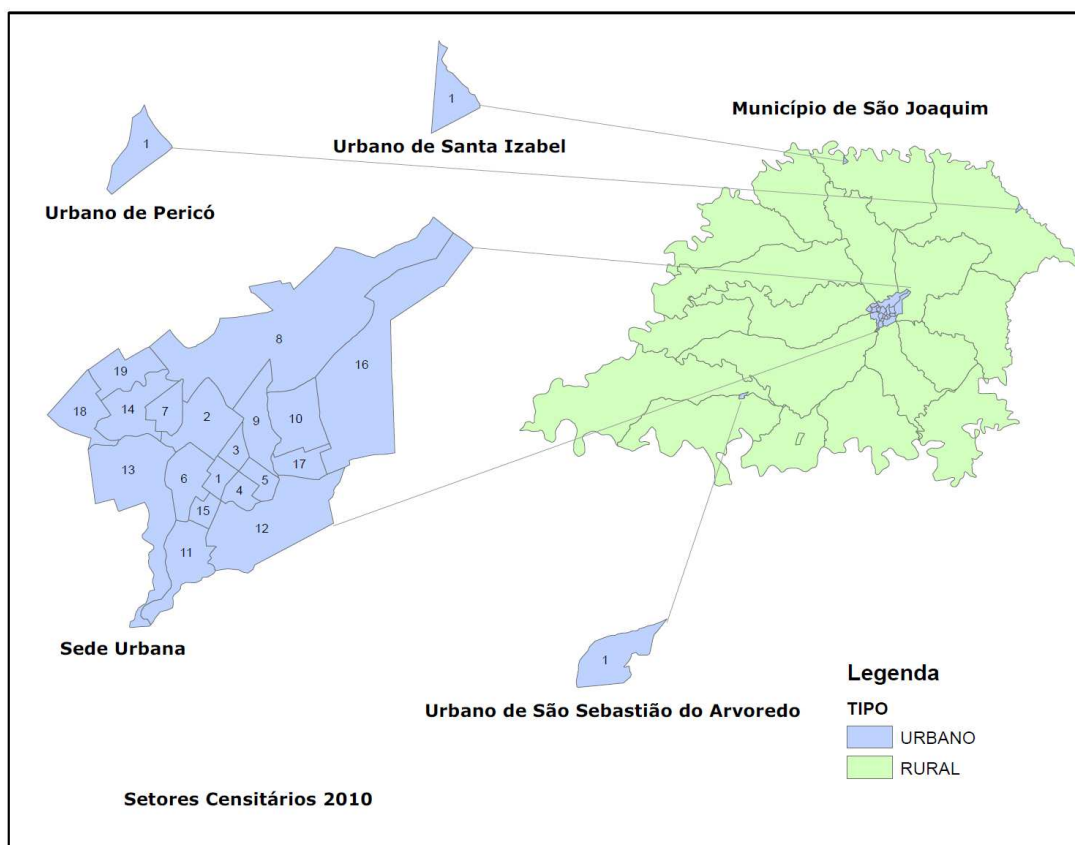 1
Município de São Joaquim
Urbano de Santa Izabel
1
Urbano de Pericó
8
16
19
18
14
7
2
9
10
3
13
6
1
5
17
4
15
12
11
Sede Urbana
1
Urbano de São Sebastião do Arvoredo
Legenda
TIPO
URBANO
RURAL
Setores Censitários 2010